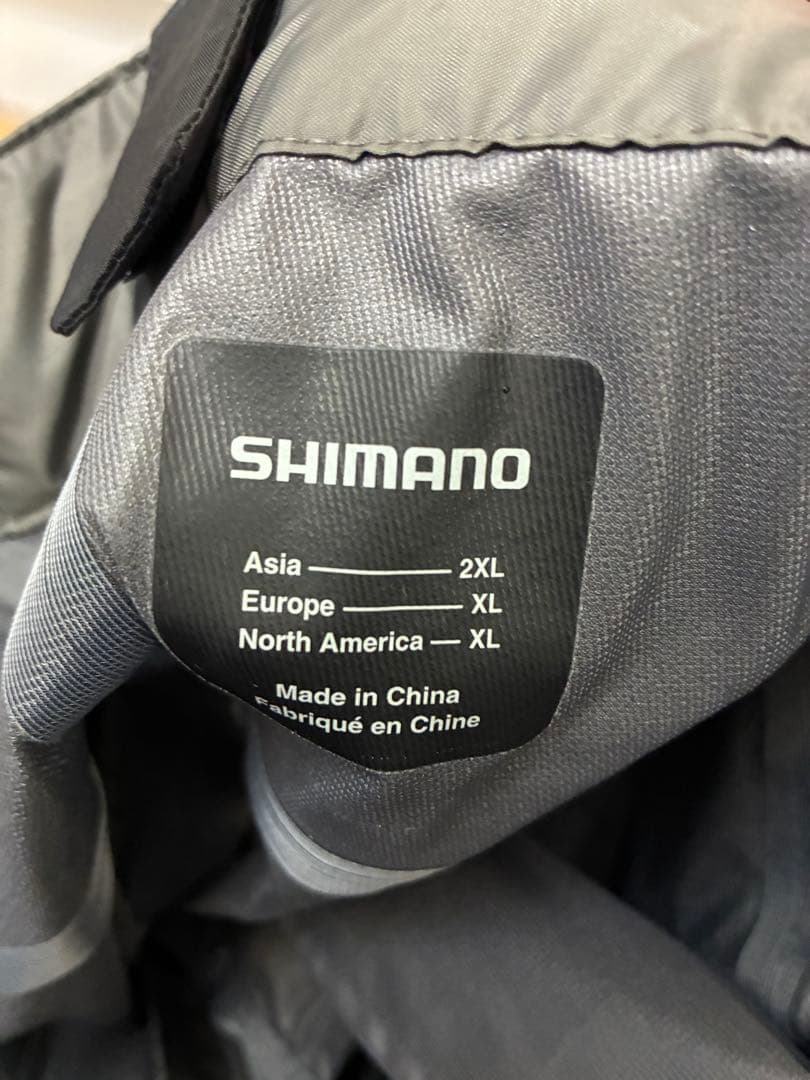 SHIMANO
Asia 2XL
Europe XL
North America XL
Made in China
Fabriqué en Chine